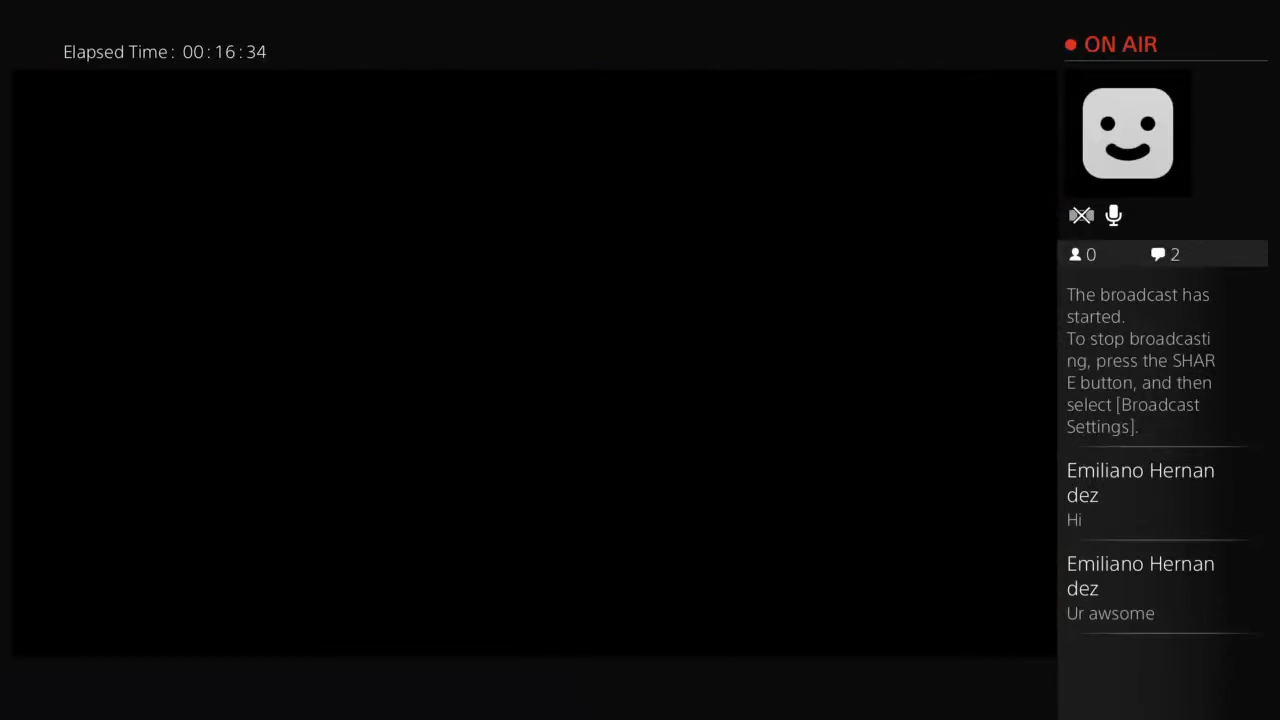 Elapsed Time: 00:16:34
ON AIR
0 2
The broadcast has
started.
To stop broadcasti
ng, press the SHAR
E button, and then
select [Broadcast
Settings].
Emiliano Hernan
dez
Hi
Emiliano Hernan
dez
Ur awsome